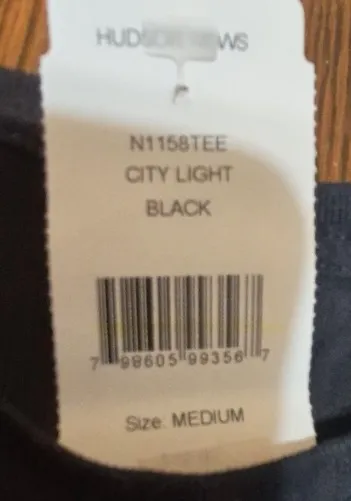 N1158TEE
CITY LIGHT
BLACK
7 98605 99356 7
Size: MEDIUM